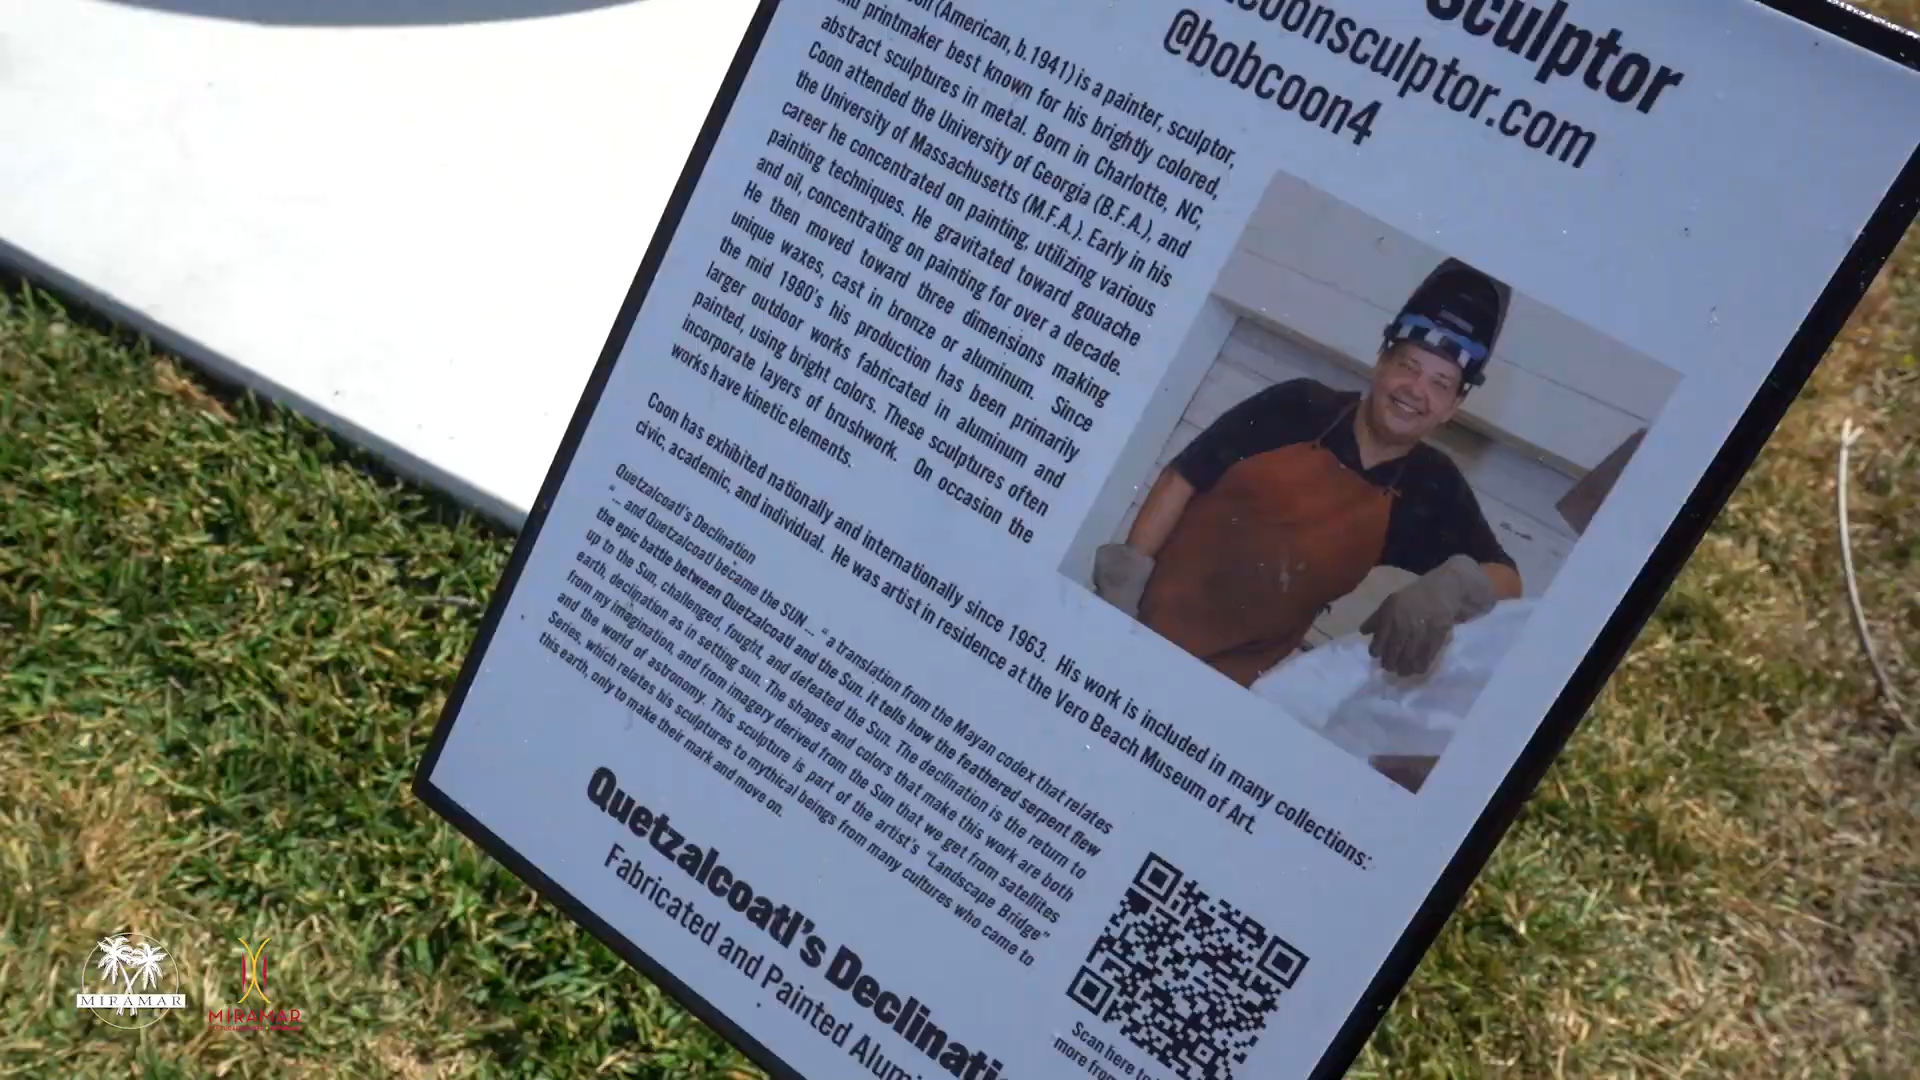 Sculptor
coonsculptor.com
@bobcoon4
(American, b.1941) is a painter, sculptor,
and printmaker best known for his brightly colored,
abstract sculptures in metal. Born in Charlotte, NC,
Coon attended the University of Georgia (B.F.A.), and
the University of Massachusetts (M.F.A.). Early in his
career he concentrated on painting, utilizing various
painting techniques. He gravitated toward gouache
and oil, concentrating on painting for over a decade.
He then moved toward three dimensions making
unique waxes, cast in bronze or aluminum. Since
the mid 1980's his production has been primarily
larger outdoor works fabricated in aluminum and
painted, using bright colors. These sculptures often
incorporate layers of brushwork. On occasion the
works have kinetic elements.
Coon has exhibited nationally and internationally since 1963. His work is included in many collections:
civic, academic, and individual. He was artist in residence at the Vero Beach Museum of Art.
Quetzalcoatl's Declination
"... and Quetzalcoatl became the SUN ... " a translation from the Mayan codex that relates
the epic battle between Quetzalcoatl and the Sun. It tells how the feathered serpent flew
up to the Sun, challenged, fought, and defeated the Sun. The declination is the return to
earth, declination as in setting sun. The shapes and colors that make this work are both
from my imagination, and from imagery derived from the Sun that we get from satellites
and the world of astronomy. This sculpture is part of the artist's "Landscape Bridge"
Series, which relates his sculptures to mythical beings from many cultures who came to
this earth, only to make their mark and move on.
Quetzalcoatl's Declinati
Fabricated and Painted Alumi
Scan here to
more from
MIRAMAR
MIRAMAR